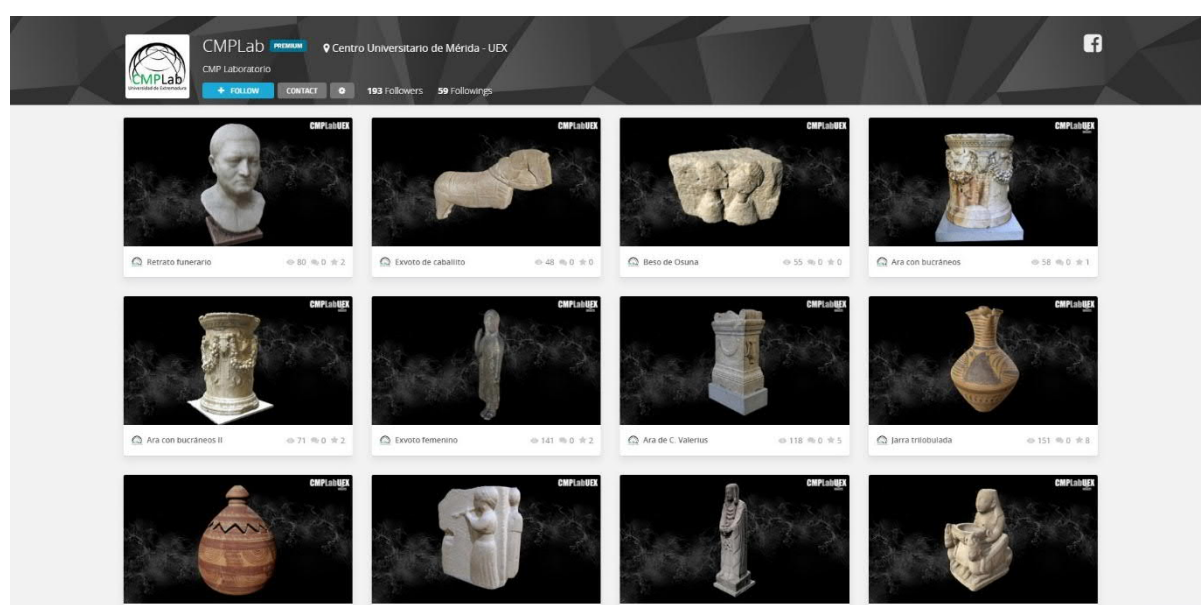 CMPLab PREMIUM Centro Universitario de Mérida - UEX
CMP Laboratorio
CMPLab
Universidad de Extremadura
+ FOLLOW CONTACT 193 Followers 59 Followings
CMPLabUEX CMPLabUEX CMPLabUEX CMPLabUEX
Retrato funerario 80 0 2 Exvoto de caballito 48 0 0 Beso de Osuna 55 0 0 Ara con bucráneos 58 0 1
CMPLabUEX CMPLabUEX CMPLabUEX CMPLabUEX
Ara con bucráneos II 71 0 2 Exvoto femenino 141 0 2 Ara de C. Valerius 118 0 5 Jarra trilobulada 151 0 8
CMPLabUEX CMPLabUEX CMPLabUEX CMPLabUEX